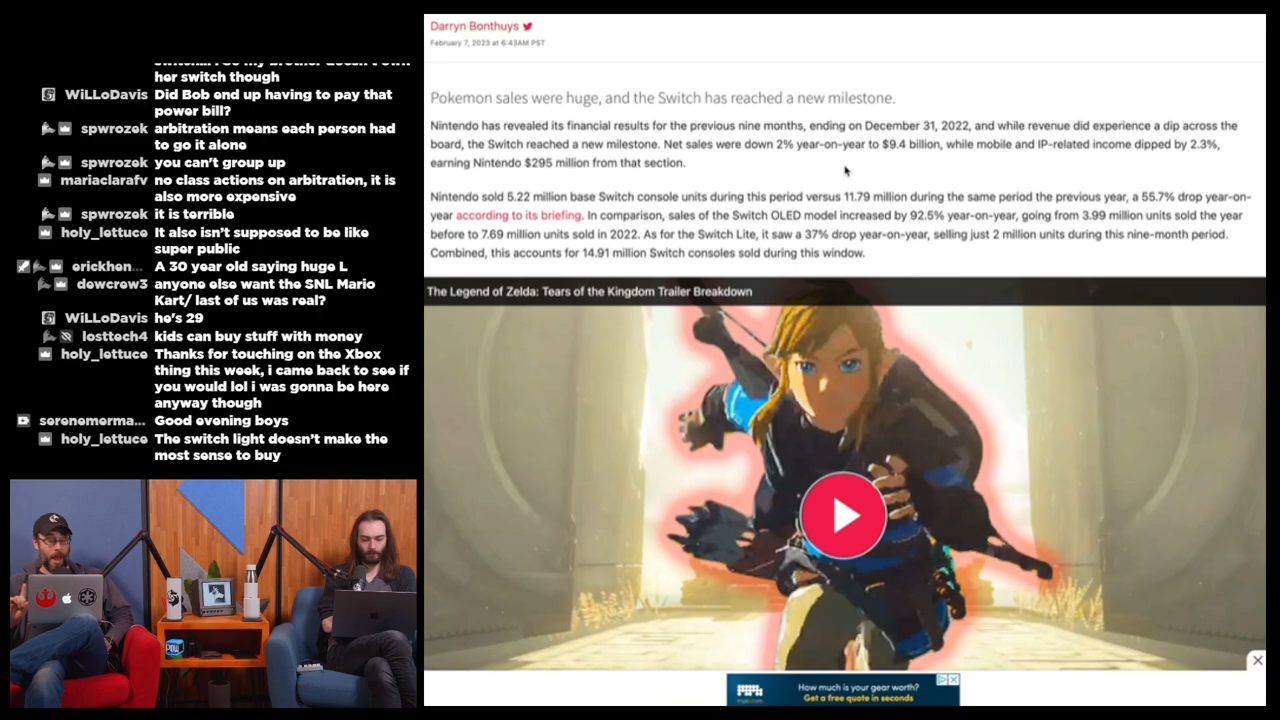 her switch though
WiLLoDavis Did Bob end up having to pay that
power bill?
spwrozek arbitration means each person had
to go it alone
spwrozek you can't group up
mariaclarafv no class actions on arbitration, it is
also more expensive
spwrozek it is terrible
holy_lettuce It also isn't supposed to be like
super public
erickhen... A 30 year old saying huge L
dewcrew3 anyone else want the SNL Mario
Kart/ last of us was real?
WiLLoDavis he's 29
losttech4 kids can buy stuff with money
holy_lettuce Thanks for touching on the Xbox
thing this week, i came back to see if
you would lol i was gonna be here
anyway though
serenemerma... Good evening boys
holy_lettuce The switch light doesn't make the
most sense to buy
Darryn Bonthuys
February 7, 2023 at 6:43AM PST
Pokemon sales were huge, and the Switch has reached a new milestone.
Nintendo has revealed its financial results for the previous nine months, ending on December 31, 2022, and while revenue did experience a dip across the
board, the Switch reached a new milestone. Net sales were down 2% year-on-year to $9.4 billion, while mobile and IP-related income dipped by 2.3%,
earning Nintendo $295 million from that section.
Nintendo sold 5.22 million base Switch console units during this period versus 11.79 million during the same period the previous year, a 55.7% drop year-on-
year according to its briefing. In comparison, sales of the Switch OLED model increased by 92.5% year-on-year, going from 3.99 million units sold the year
before to 7.69 million units sold in 2022. As for the Switch Lite, it saw a 37% drop year-on-year, selling just 2 million units during this nine-month period.
Combined, this accounts for 14.91 million Switch consoles sold during this window.
The Legend of Zelda: Tears of the Kingdom Trailer Breakdown
How much is your gear worth?
Get a free quote in seconds
POW